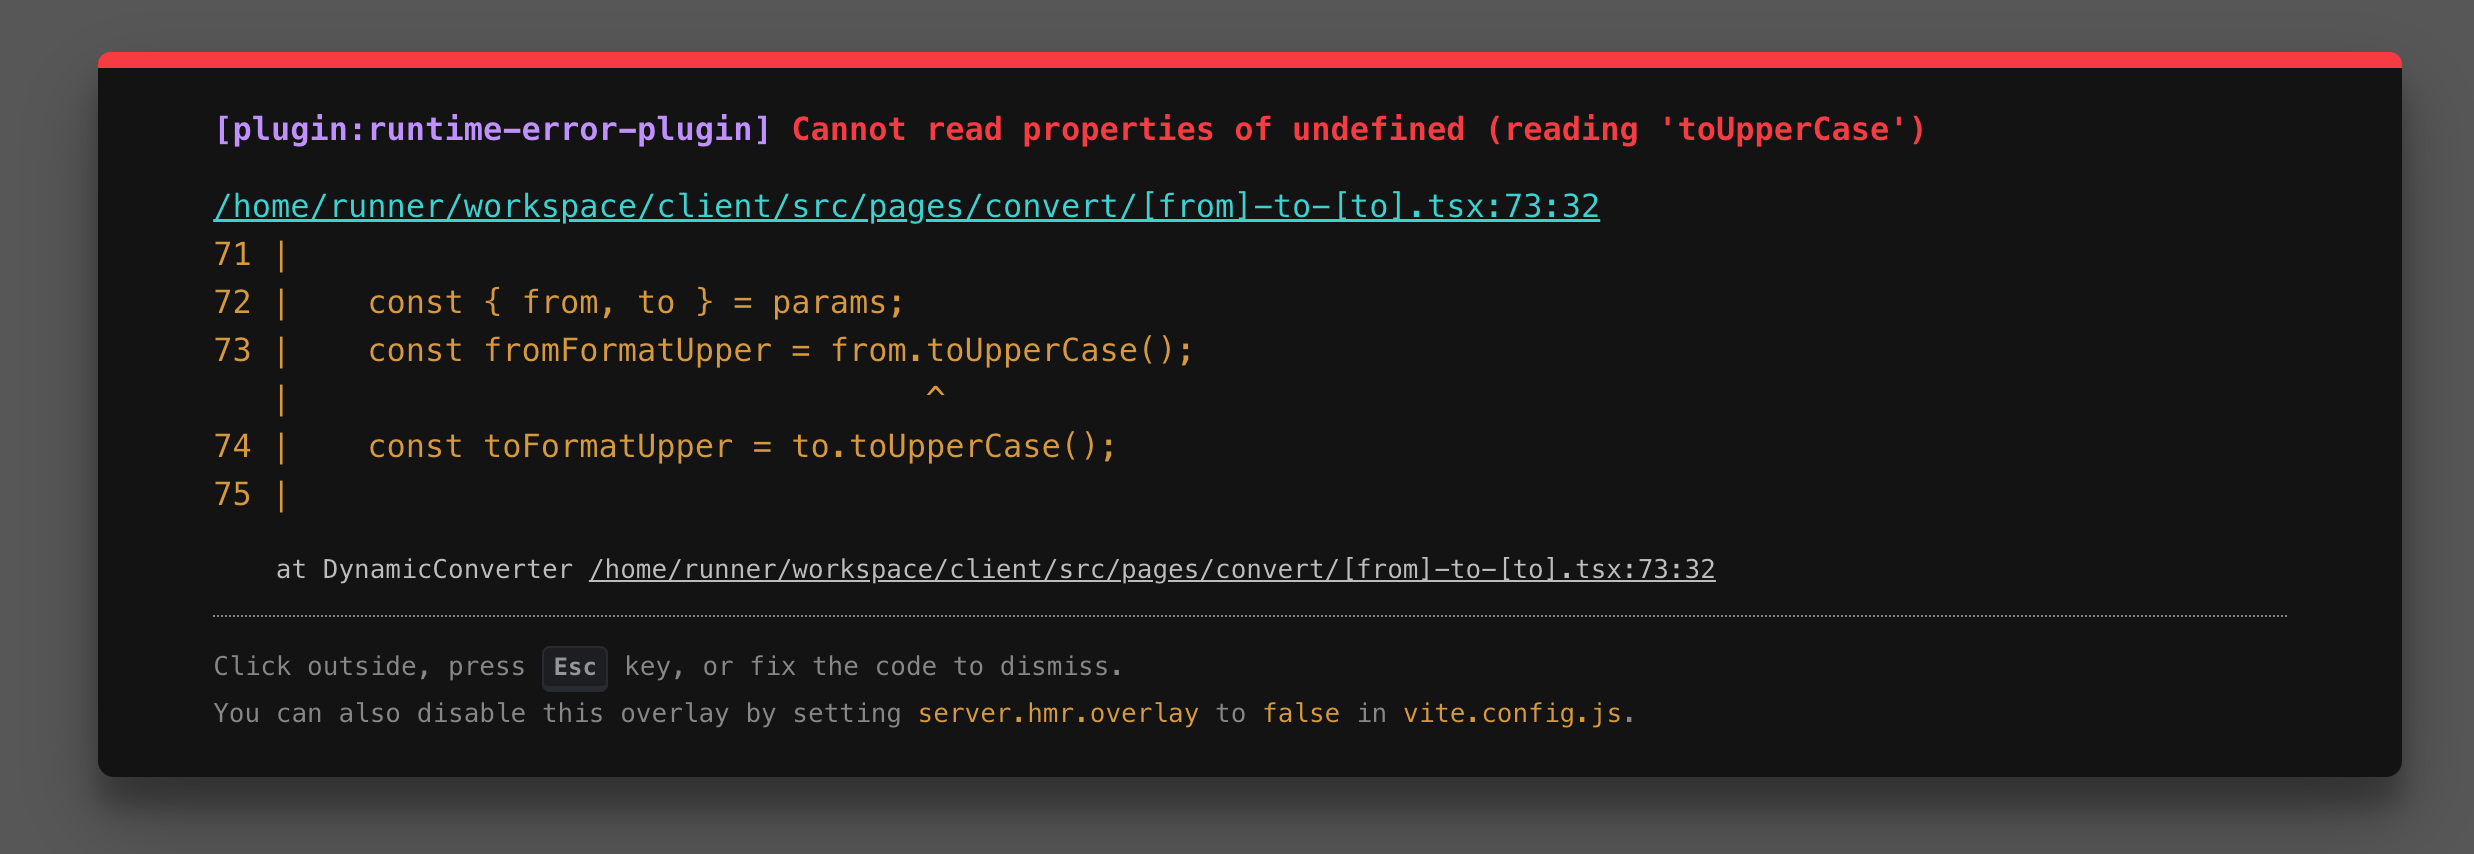 [plugin:runtime-error-plugin] Cannot read properties of undefined (reading 'toUpperCase')
/home/runner/workspace/client/src/pages/convert/[from]-to-[to].tsx:73:32
71 |
72 |    const { from, to } = params;
73 |    const fromFormatUpper = from.toUpperCase();
   |                                 ^
74 |    const toFormatUpper = to.toUpperCase();
75 |
    at DynamicConverter /home/runner/workspace/client/src/pages/convert/[from]-to-[to].tsx:73:32
Click outside, press Esc key, or fix the code to dismiss.
You can also disable this overlay by setting server.hmr.overlay to false in vite.config.js.